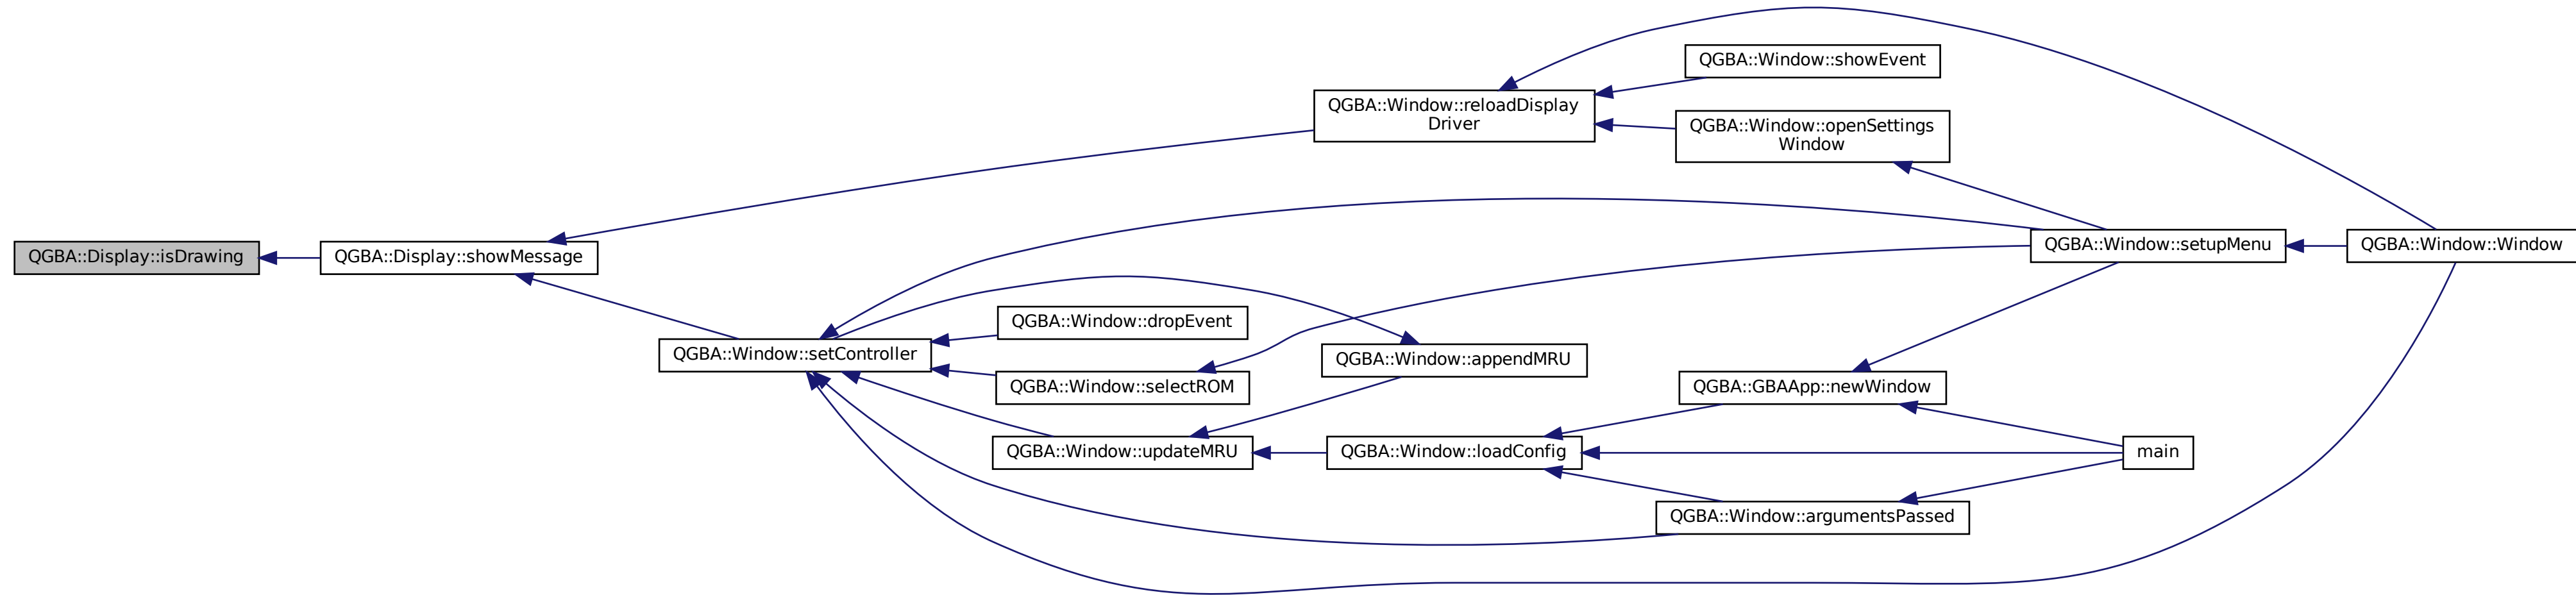 QGBA::Window::showEvent
QGBA::Window::reloadDisplay
Driver
QGBA::Window::openSettings
Window
QGBA::Display::isDrawing
QGBA::Display::showMessage
QGBA::Window::setupMenu
QGBA::Window::Window
QGBA::Window::dropEvent
QGBA::Window::setController
QGBA::Window::appendMRU
QGBA::Window::selectROM
QGBA::GBAApp::newWindow
QGBA::Window::updateMRU
QGBA::Window::loadConfig
main
QGBA::Window::argumentsPassed